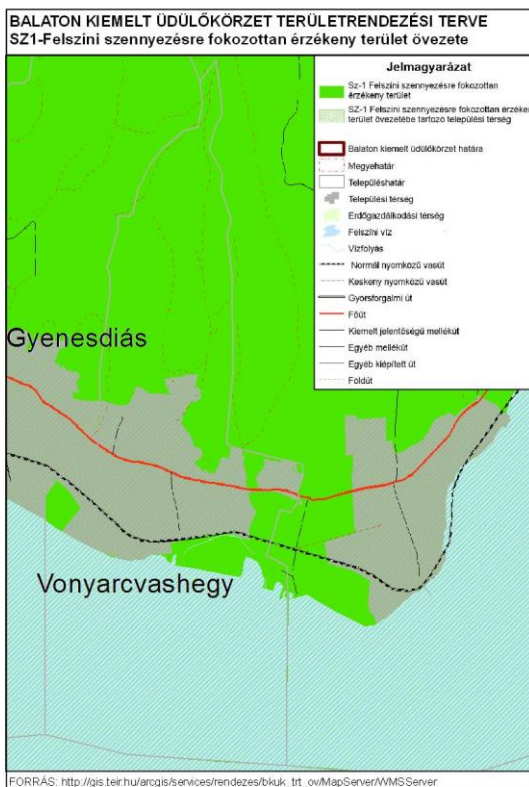 BALATON KIEMELT ÜDÜLŐKÖRZET TERÜLETRENDEZÉSI TERVE
SZ1-Felszíni szennyezésre fokozottan érzékeny terület övezete
Jelmagyarázat
Sz-1 Felszíni szennyezésre fokozottan
érzékeny terület
SZ-1 Felszíni szennyezésre fokozottan érzéken
terület övezetébe tartozó települési térség
Balaton kiemelt üdülőkörzet határa
Megyehatár
Településhatár
Települési térség
Erdőgazdálkodási térség
Felszíni víz
Vízfolyás
Normál nyomközű vasút
Keskeny nyomközű vasút
Gyorsforgalmi út
Főút
Kiemelt jelentőségű mellékút
Egyéb mellékút
Egyéb kiépített út
Földút
Gyenesdiás
Vonyarcvashegy
FORRÁS: http://gis.teir.hu/arcgis/services/rendezes/bkuk_trt_ov/MapServer/WMSServer